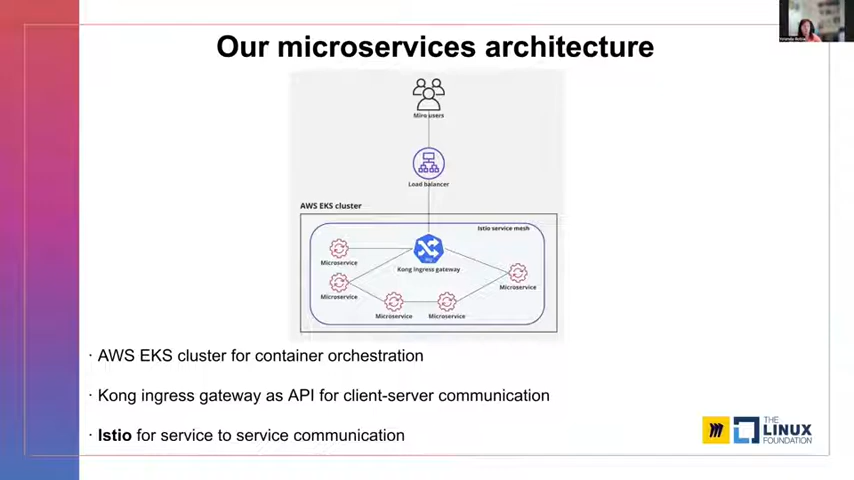 Our microservices architecture
Miro users
Load balancer
AWS EKS cluster
Istio service mesh
Kong ingress gateway
Microservice
Microservice
Microservice
Microservice
Microservice
· AWS EKS cluster for container orchestration
· Kong ingress gateway as API for client-server communication
· Istio for service to service communication
THE
LINUX
FOUNDATION